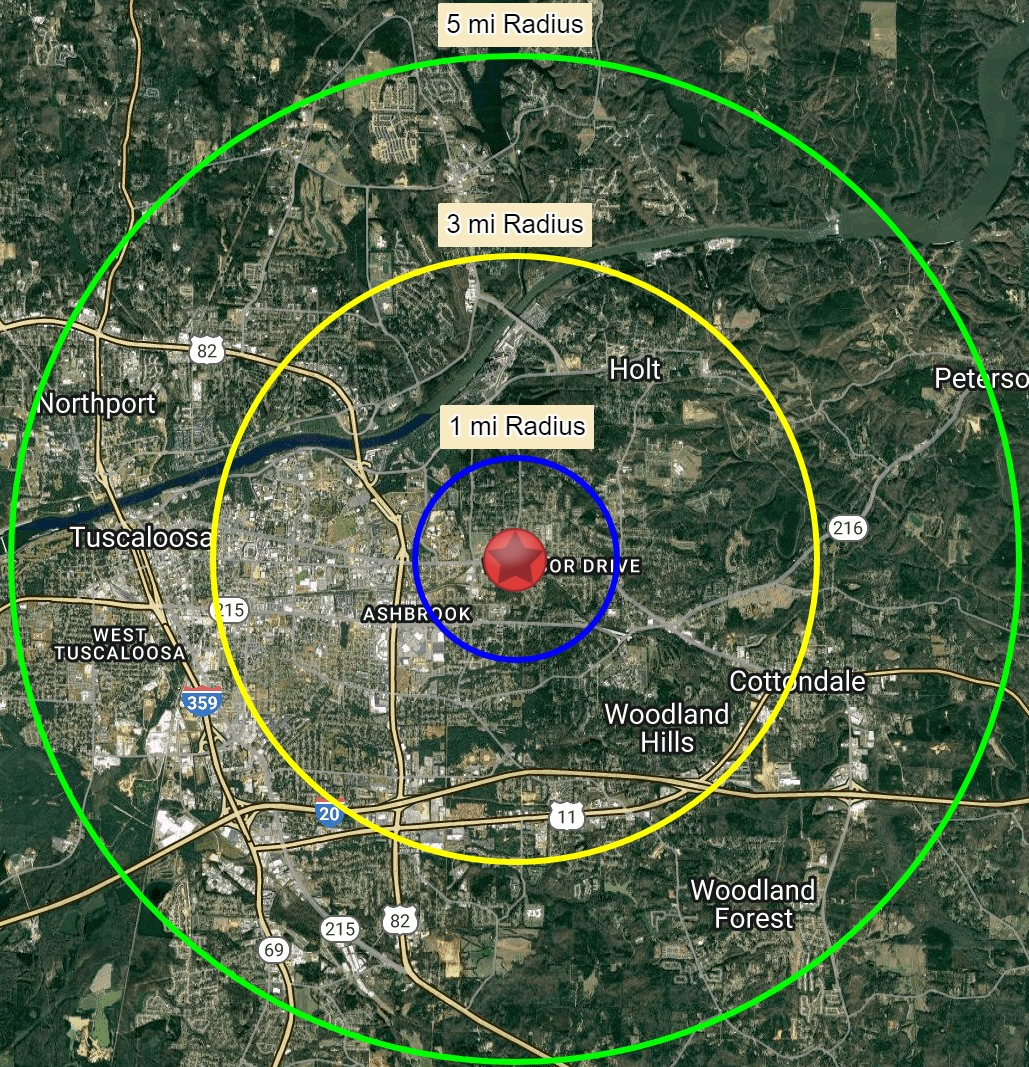 5 mi Radius
3 mi Radius
82
Holt
Peterso
Northport
1 mi Radius
216
Tuscaloosa
OR DRIVE
215
ASHBROOK
WEST
TUSCALOOSA
Cottondale
359
Woodland
Hills
20
11
Woodland
Forest
82
215
69